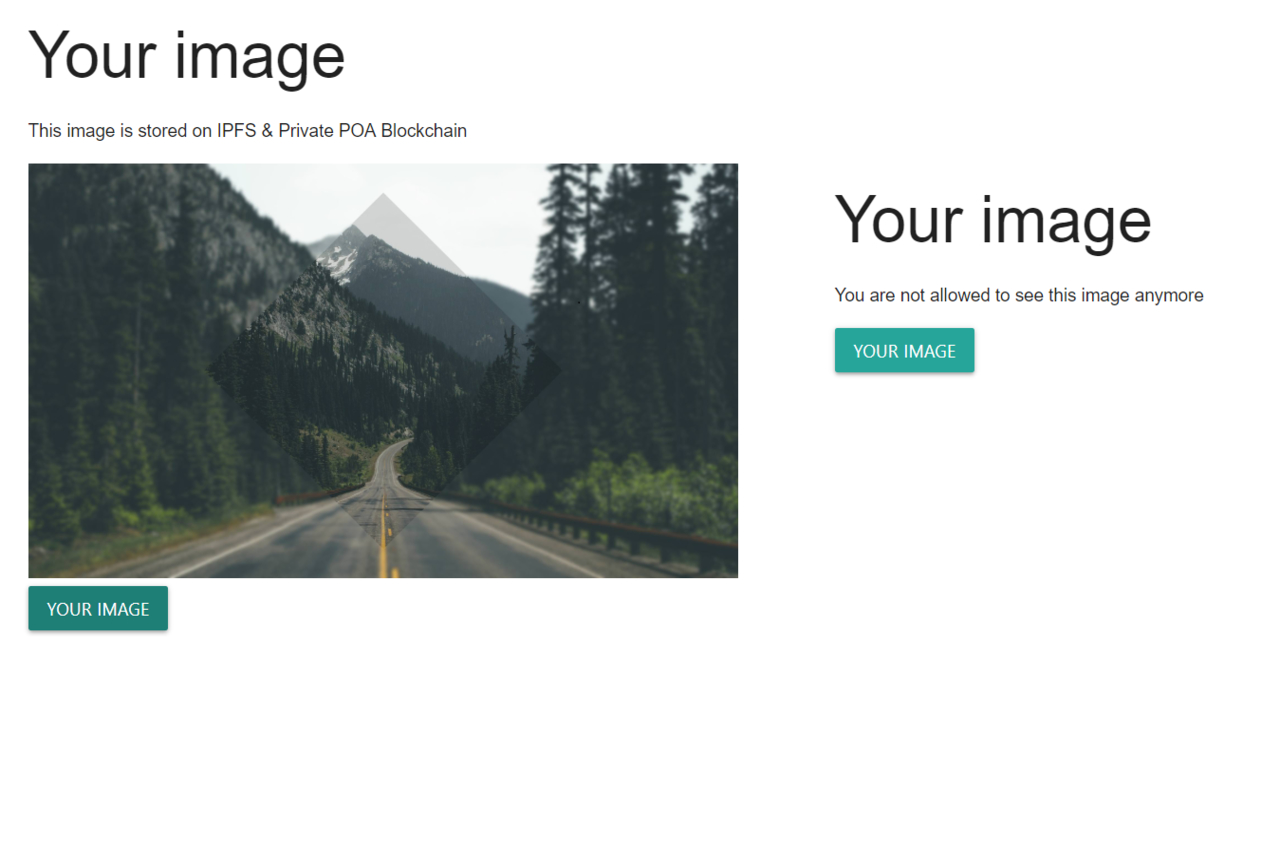 Your image
This image is stored on IPFS & Private POA Blockchain
YOUR IMAGE
Your image
You are not allowed to see this image anymore
YOUR IMAGE